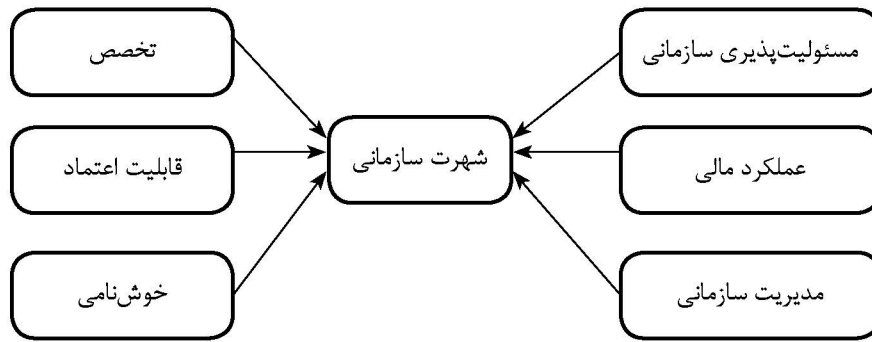 مسئولیت‌پذیری سازمانی
تخصص
شهرت سازمانی
عملکرد مالی
قابلیت اعتماد
مدیریت سازمانی
خوش‌نامی